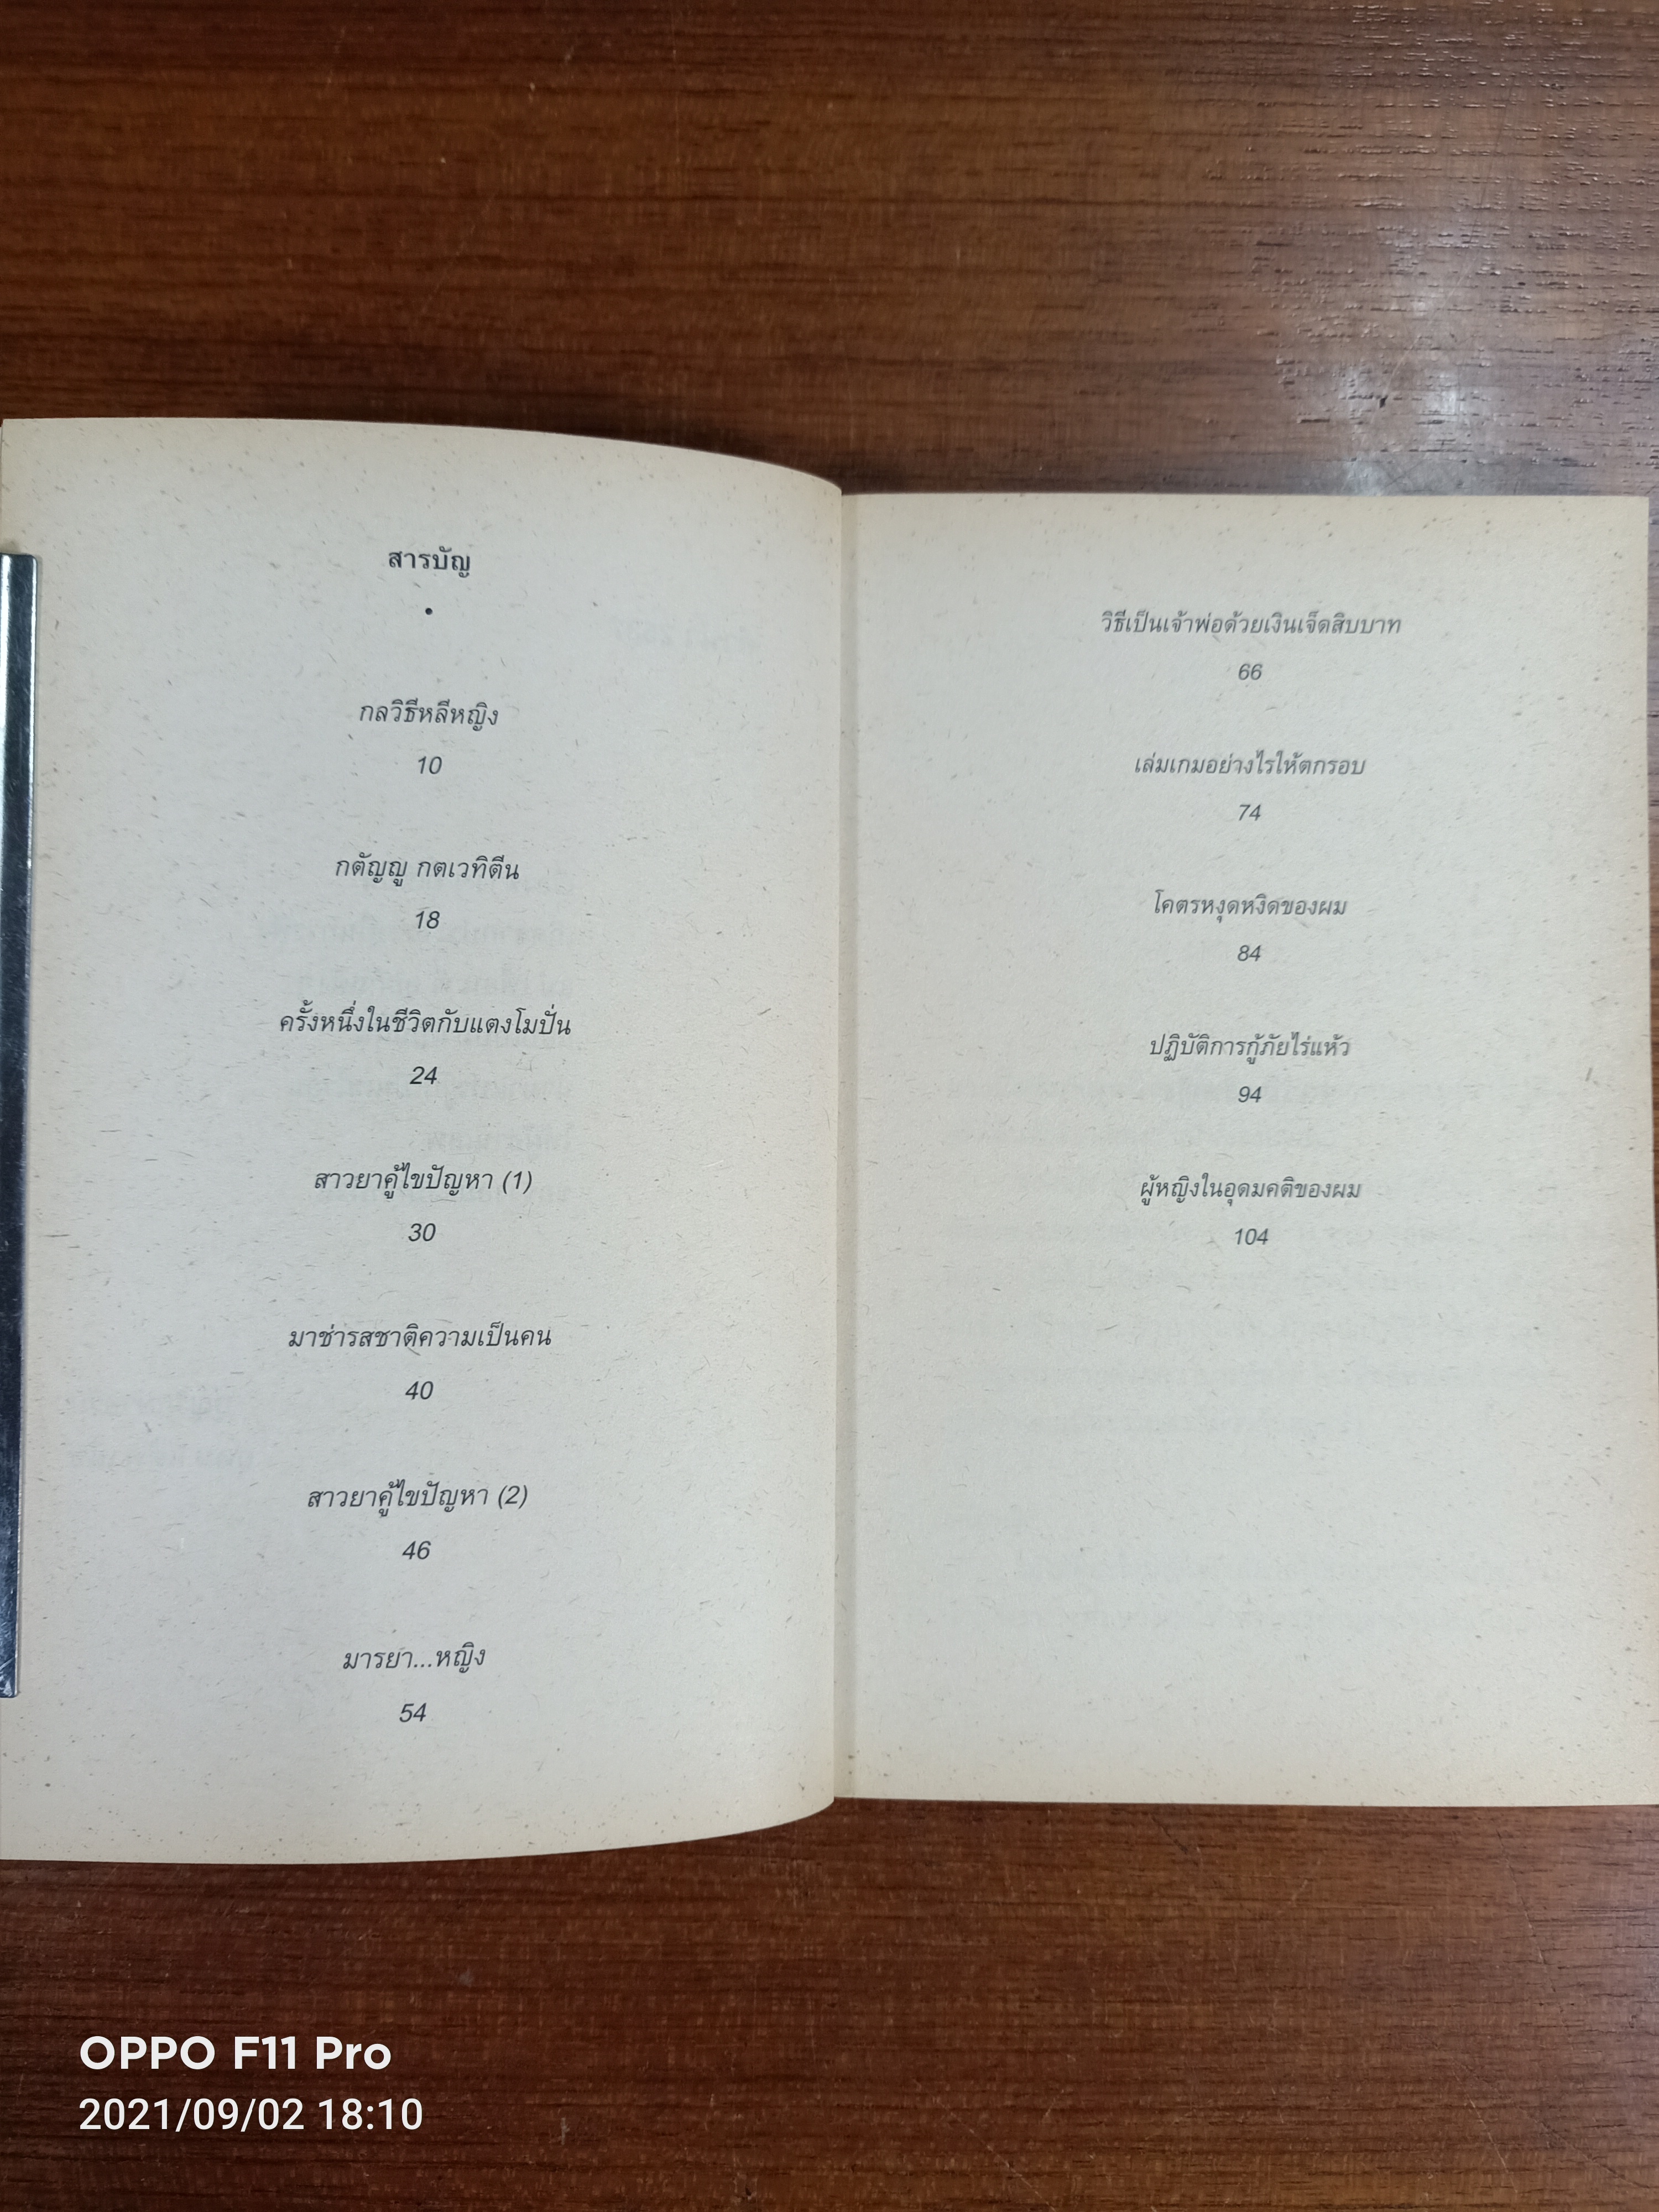 สารบัญ
•
กลวิธีหลีหญิง
10
กตัญญู กตเวทิตีน
18
ครั้งหนึ่งในชีวิตกับแตงโมปั่น
24
สาวยาคู้ไขปัญหา (1)
30
มาช่ารสชาติความเป็นคน
40
สาวยาคู้ไขปัญหา (2)
46
มารยา...หญิง
54
วิธีเป็นเจ้าพ่อด้วยเงินเจ็ดสิบบาท
66
เล่มเกมอย่างไรให้ตกรอบ
74
โคตรหงุดหงิดของผม
84
ปฏิบัติการกู้ภัยไร่แห้ว
94
ผู้หญิงในอุดมคติของผม
104
OPPO F11 Pro
2021/09/02 18:10